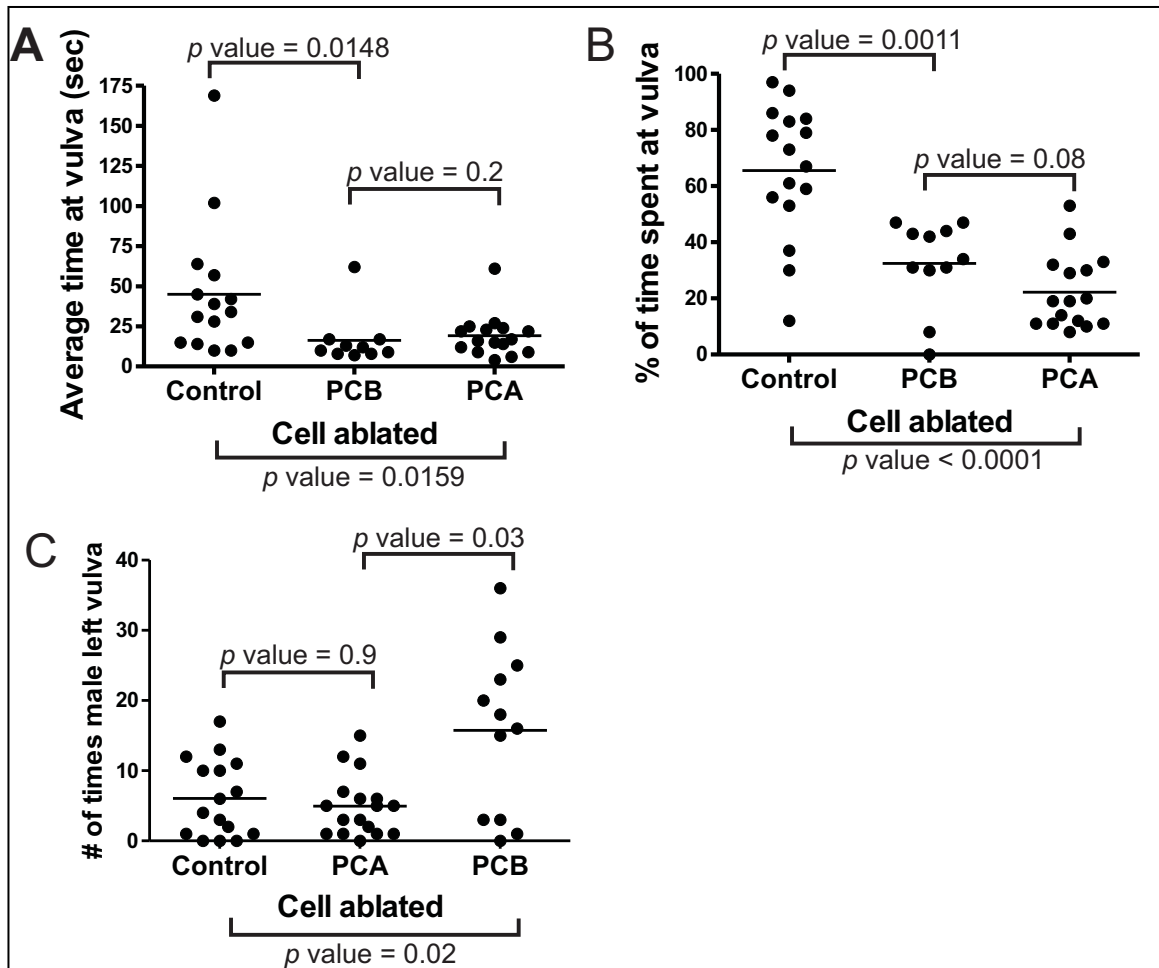 A
p value = 0.0148
Average time at vulva (sec)
175
150
125
100
75
50
25
0
p value = 0.2
Control PCB PCA
Cell ablated
p value = 0.0159
B
p value = 0.0011
% of time spent at vulva
100
80
60
40
20
0
p value = 0.08
Control PCB PCA
Cell ablated
p value < 0.0001
C
p value = 0.03
# of times male left vulva
40
30
20
10
0
p value = 0.9
Control PCA PCB
Cell ablated
p value = 0.02